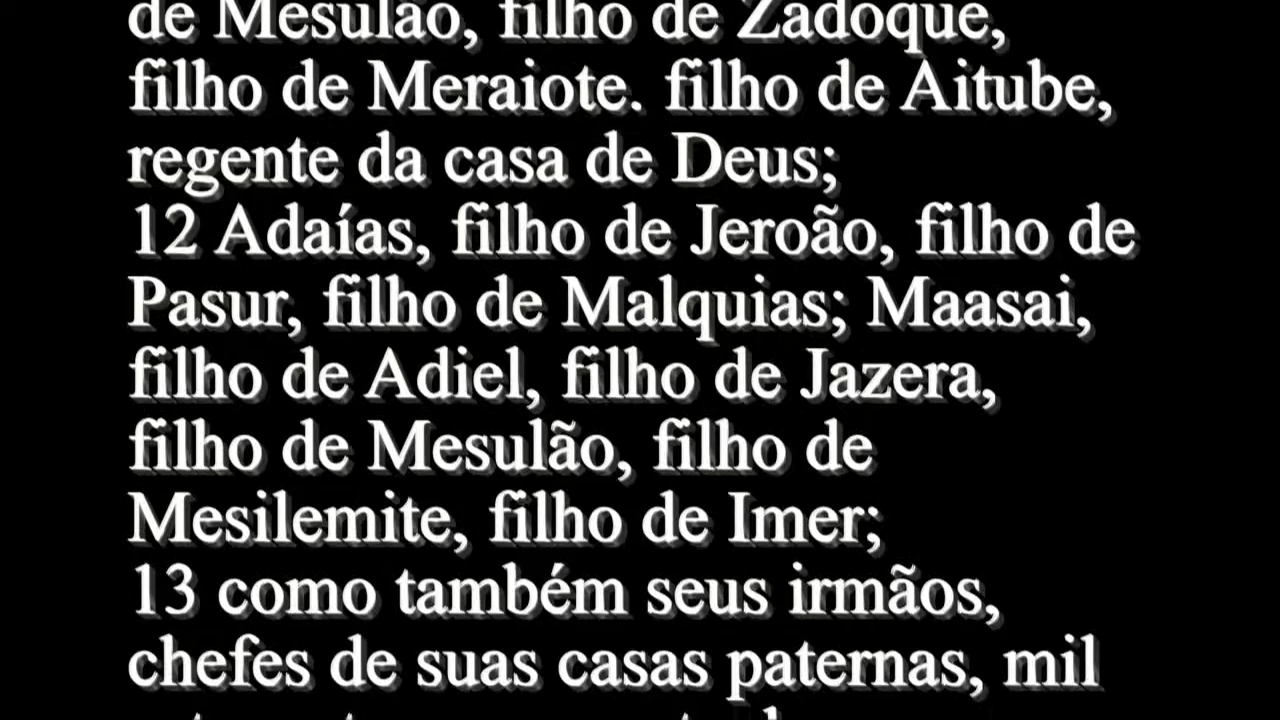 de Mesulão, filho de Zadoque,
filho de Meraiote. filho de Aitube,
regente da casa de Deus;
12 Adaías, filho de Jeroão, filho de
Pasur, filho de Malquias; Maasai,
filho de Adiel, filho de Jazera,
filho de Mesulão, filho de
Mesilemite, filho de Imer;
13 como também seus irmãos,
chefes de suas casas paternas, mil